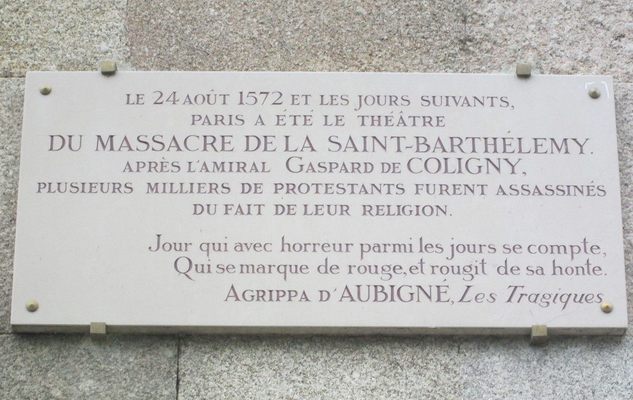 LE 24 AOÛT 1572 ET LES JOURS SUIVANTS,
PARIS A ÉTÉ LE THÉÂTRE
DU MASSACRE DE LA SAINT-BARTHÉLEMY.
APRÈS L'AMIRAL GASPARD DE COLIGNY,
PLUSIEURS MILLIERS DE PROTESTANTS FURENT ASSASSINÉS
DU FAIT DE LEUR RELIGION.
Jour qui avec horreur parmi les jours se compte,
Qui se marque de rouge, et rougit de sa honte.
AGRIPPA D'AUBIGNÉ, Les Tragiques